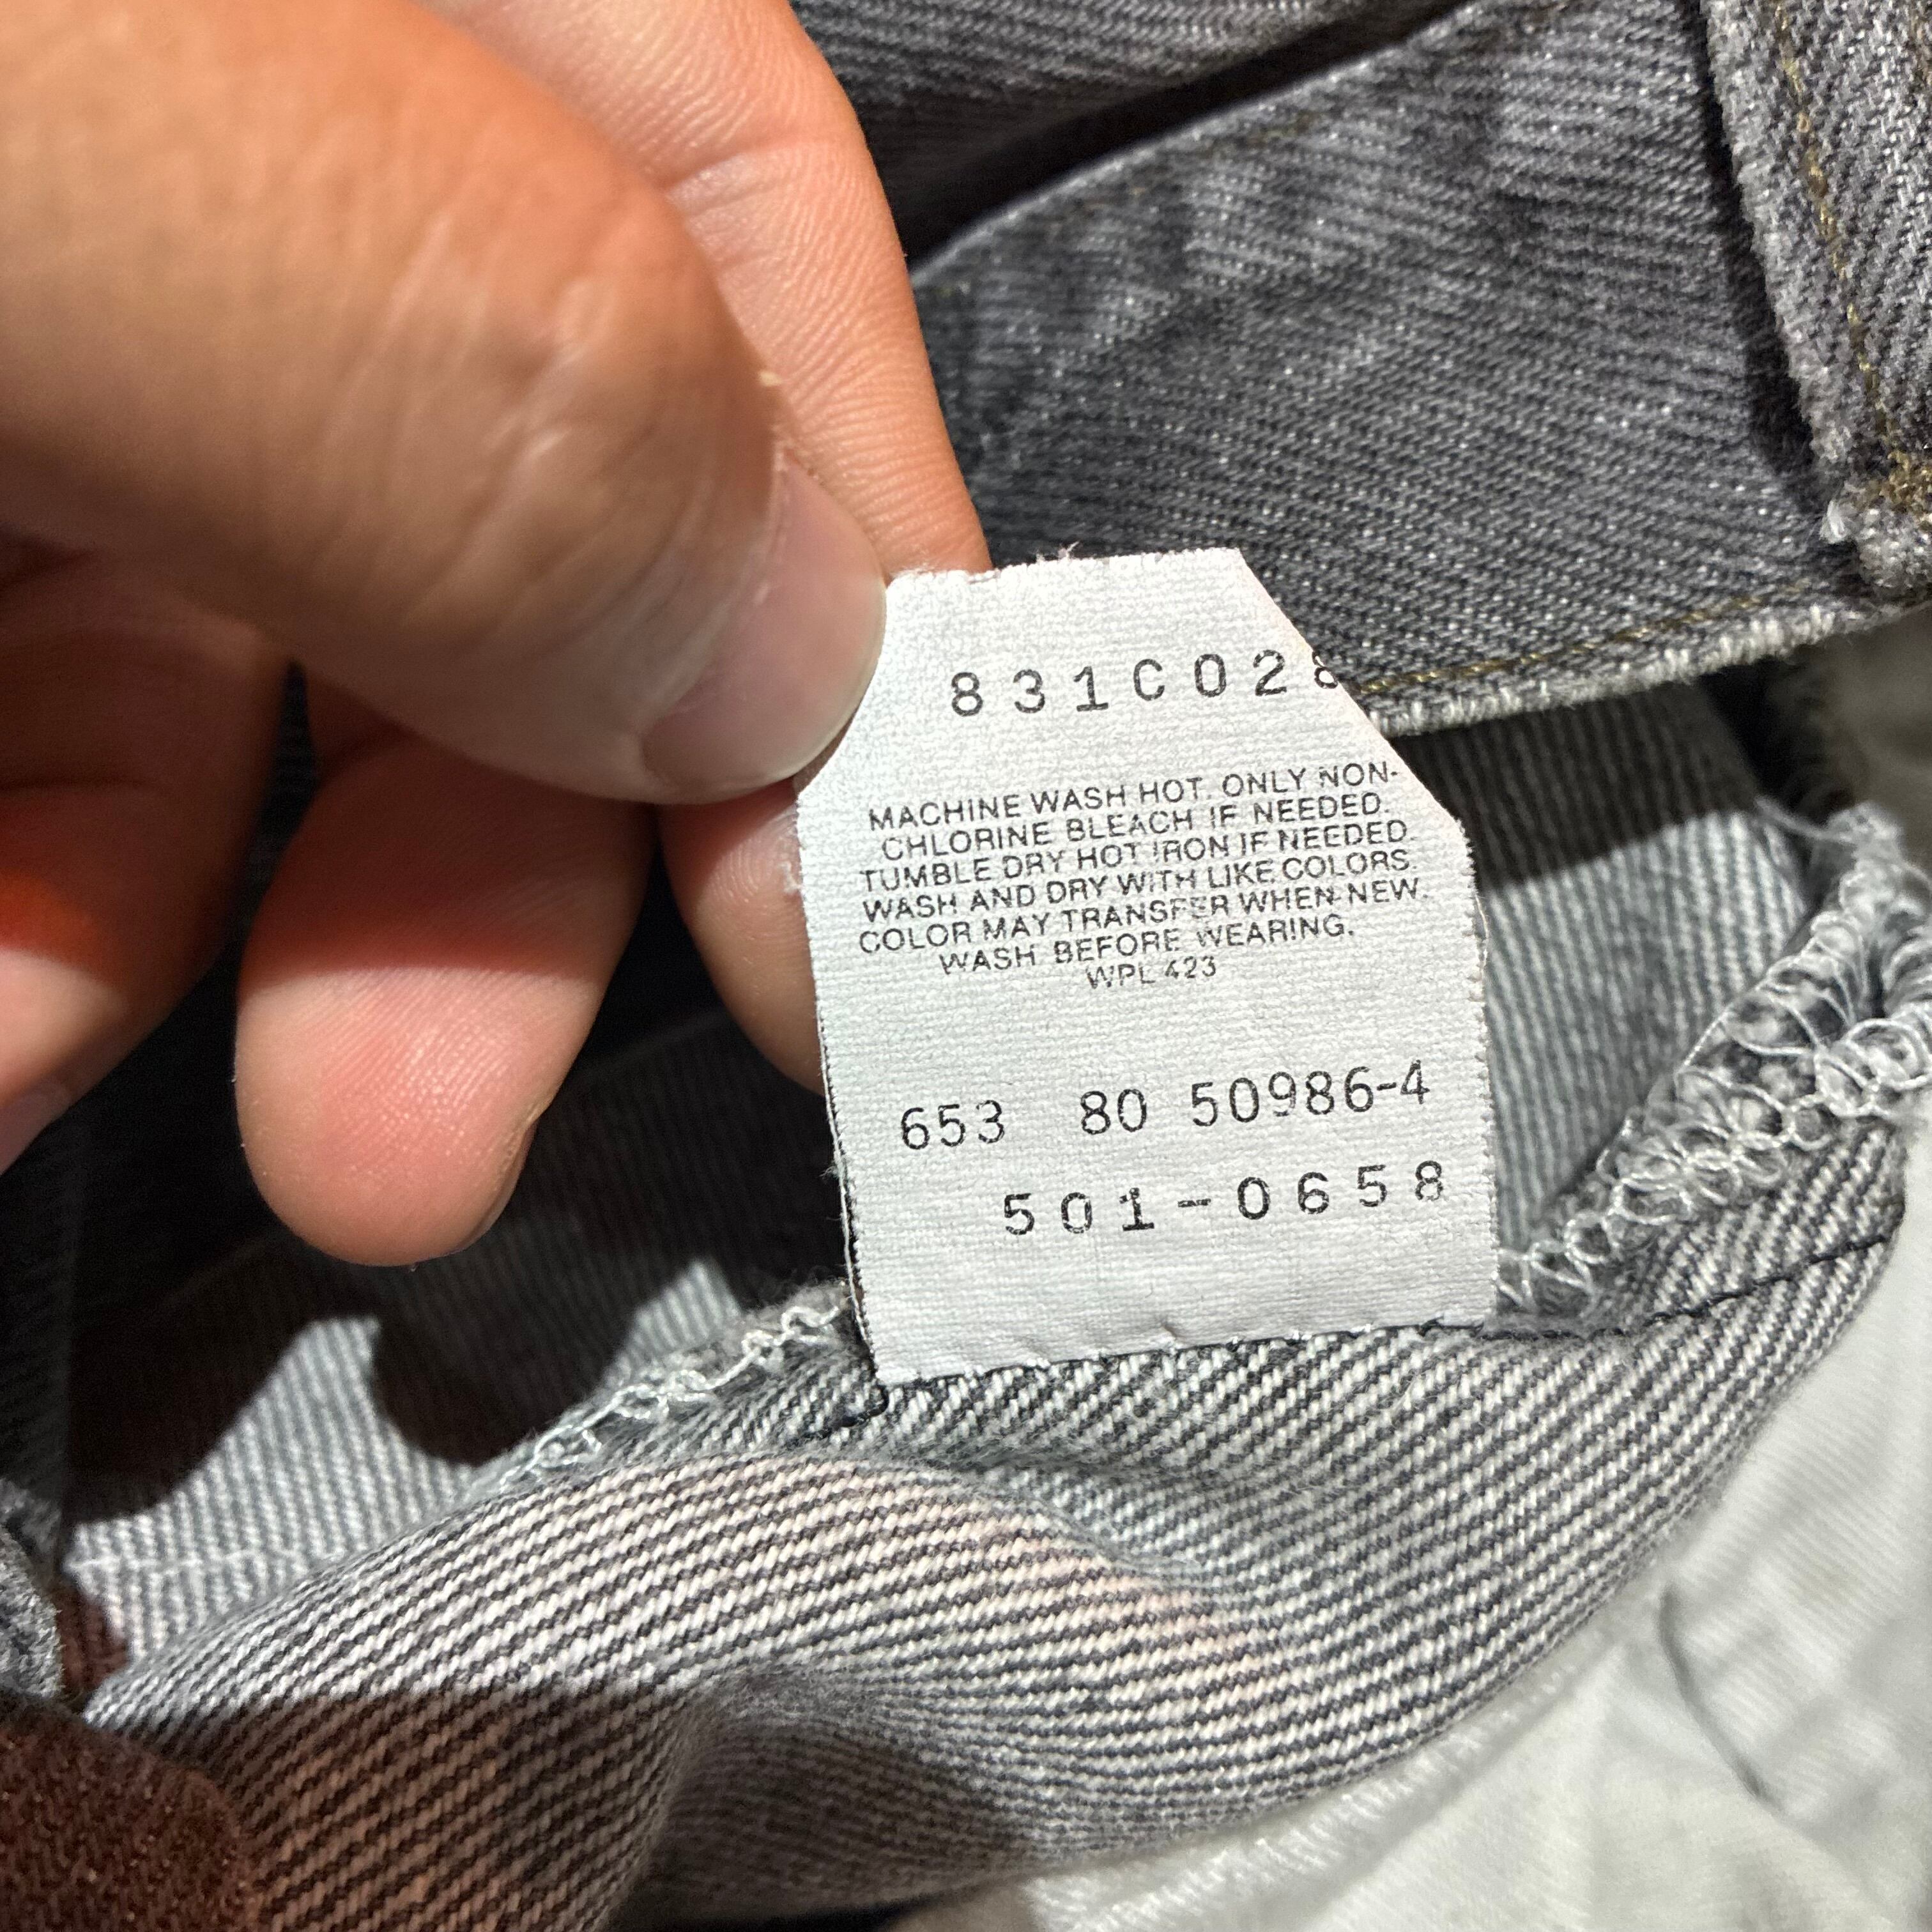 831C028
MACHINE WASH HOT. ONLY NON-
CHLORINE BLEACH IF NEEDED.
TUMBLE DRY HOT IRON IF NEEDED.
WASH AND DRY WITH LIKE COLORS.
COLOR MAY TRANSFER WHEN NEW.
WASH BEFORE WEARING.
WPL 423
653 80 50986-4
501-0658